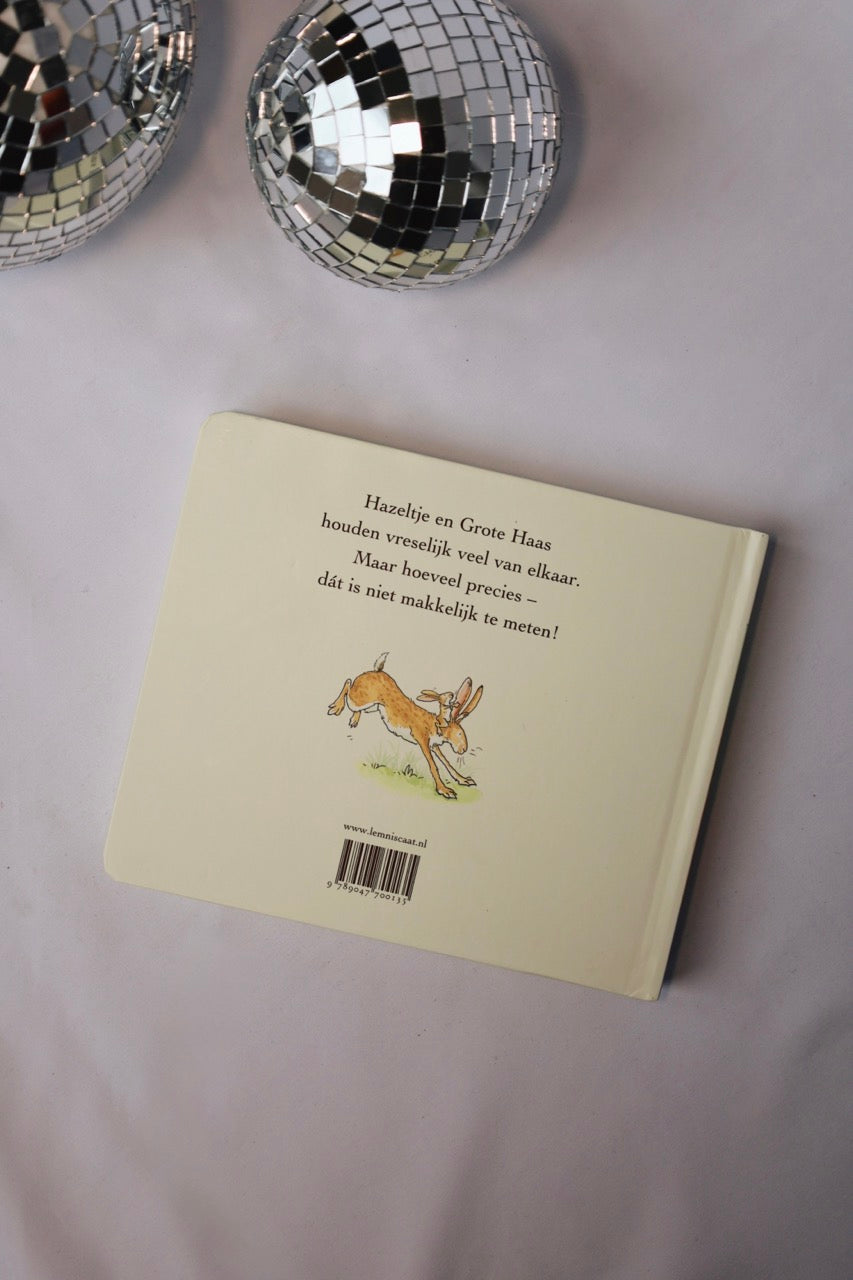 Hazeltje en Grote Haas
houden vreselijk veel van elkaar.
Maar hoeveel precies –
dát is niet makkelijk te meten!
www.lemniscaat.nl
9 789047 700135